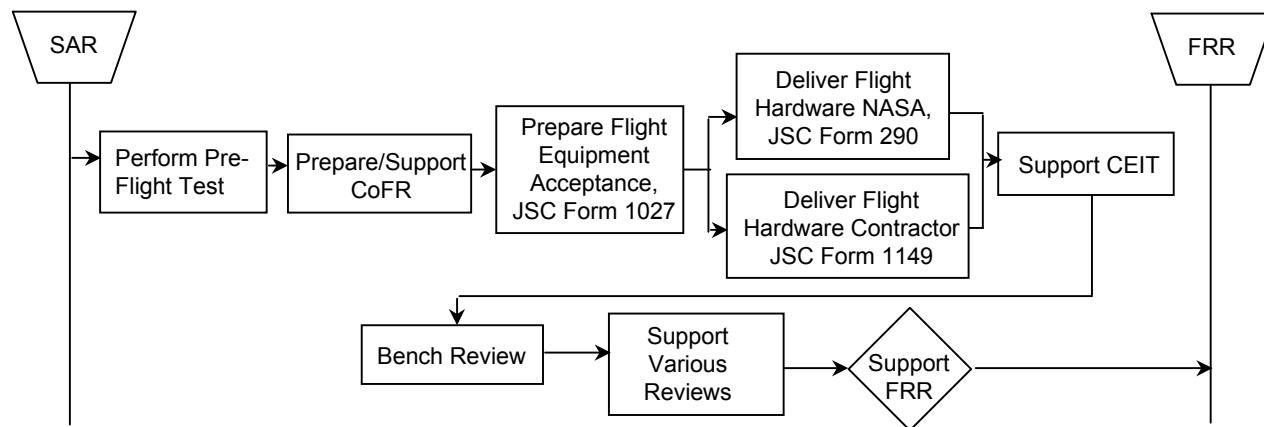 SAR
FRR
Perform Pre-
Flight Test
Prepare/Support
CoFR
Prepare Flight
Equipment
Acceptance,
JSC Form 1027
Deliver Flight
Hardware NASA,
JSC Form 290
Deliver Flight
Hardware Contractor
JSC Form 1149
Support CEIT
Bench Review
Support
Various
Reviews
Support
FRR